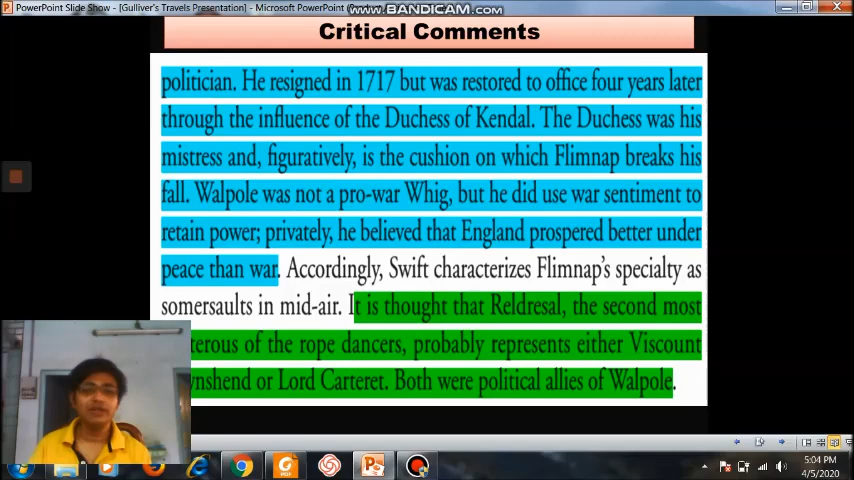 PowerPoint Slide Show - [Gulliver's Travels Presentation] - Microsoft PowerPoint
www.BANDICAM.com
Critical Comments
politician. He resigned in 1717 but was restored to office four years later
through the influence of the Duchess of Kendal. The Duchess was his
mistress and, figuratively, is the cushion on which Flimnap breaks his
fall. Walpole was not a pro-war Whig, but he did use war sentiment to
retain power; privately, he believed that England prospered better under
peace than war. Accordingly, Swift characterizes Flimnap's specialty as
somersaults in mid-air. It is thought that Reldresal, the second most
terous of the rope dancers, probably represents either Viscount
wnshend or Lord Carteret. Both were political allies of Walpole.
5:04 PM
4/5/2020